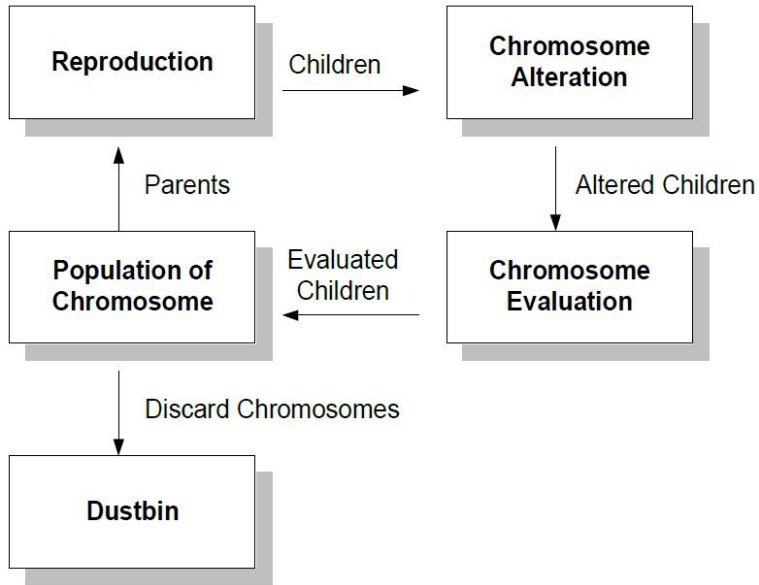 Reproduction
Children
Chromosome
Alteration
Parents
Altered Children
Population of
Chromosome
Evaluated
Children
Chromosome
Evaluation
Discard Chromosomes
Dustbin